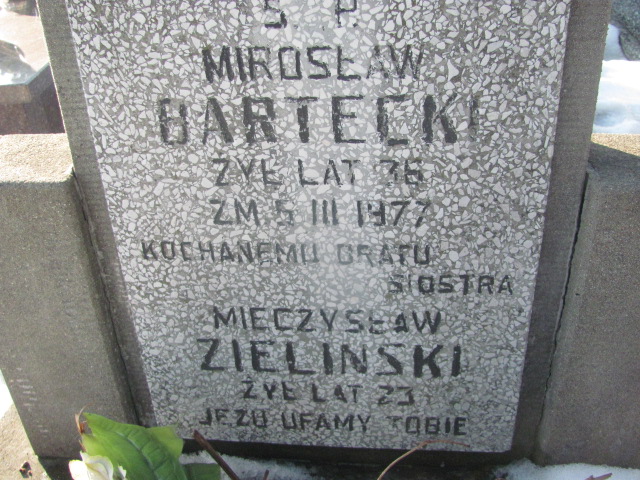 Ś. P.
MIROSŁAW
BARTECKI
ŻYŁ LAT 36
ZM 5 III 1977
KOCHANEMU BRATU
SIOSTRA
MIECZYSŁAW
ZIELIŃSKI
ŻYŁ LAT 23
JEZU UFAMY TOBIE